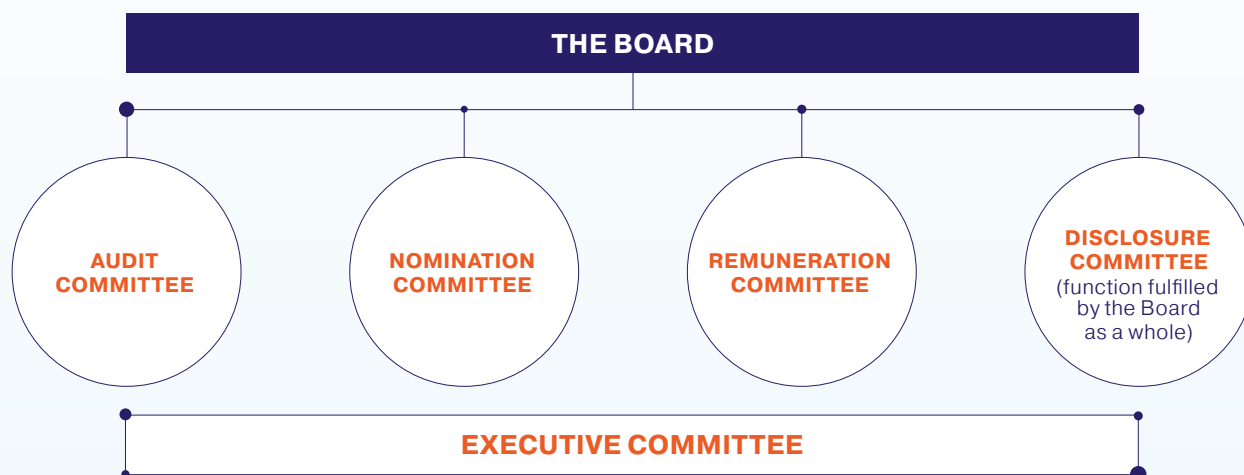 THE BOARD
AUDIT
COMMITTEE
NOMINATION
COMMITTEE
REMUNERATION
COMMITTEE
DISCLOSURE
COMMITTEE
(function fulfilled
by the Board
as a whole)
EXECUTIVE COMMITTEE